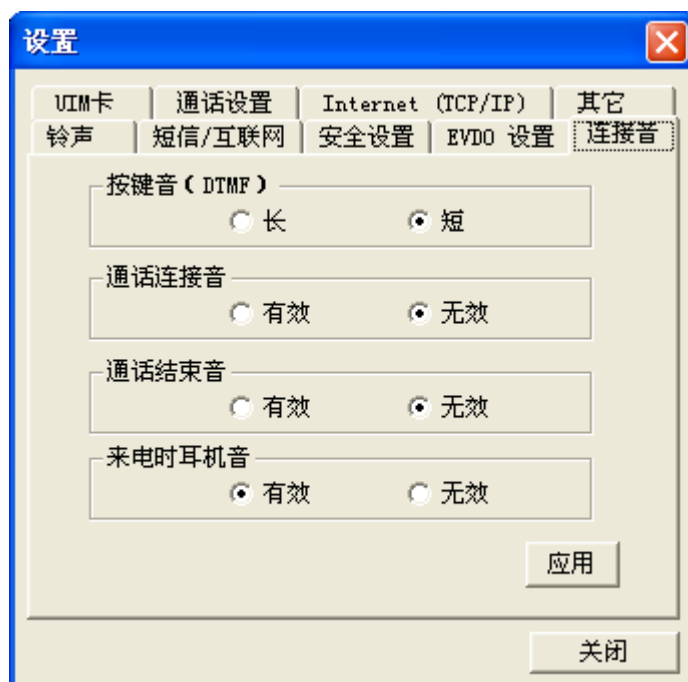 设置
UIM卡 通话设置 Internet (TCP/IP) 其它
铃声 短信/互联网 安全设置 EVDO 设置 连接音
按键音(DTMF)
长 短
通话连接音
有效 无效
通话结束音
有效 无效
来电时耳机音
有效 无效
应用
关闭